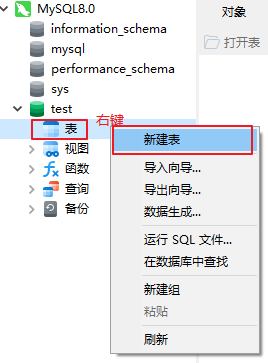 MySQL8.0
information_schema
mysql
performance_schema
sys
test
表
视图
函数
查询
备份
对象
打开表
右键
新建表
导入向导...
导出向导...
数据生成...
运行 SQL 文件...
在数据库中查找
新建组
粘贴
刷新